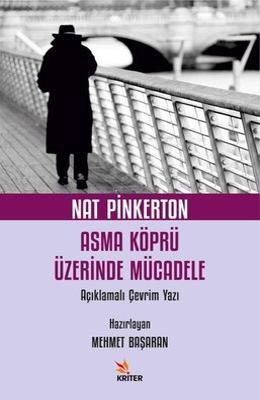 NAT PİNKERTON
ASMA KÖPRÜ
ÜZERİNDE MÜCADELE
Açıklamalı Çevrim Yazı
Hazırlayan
MEHMET BAŞARAN
KRİTER